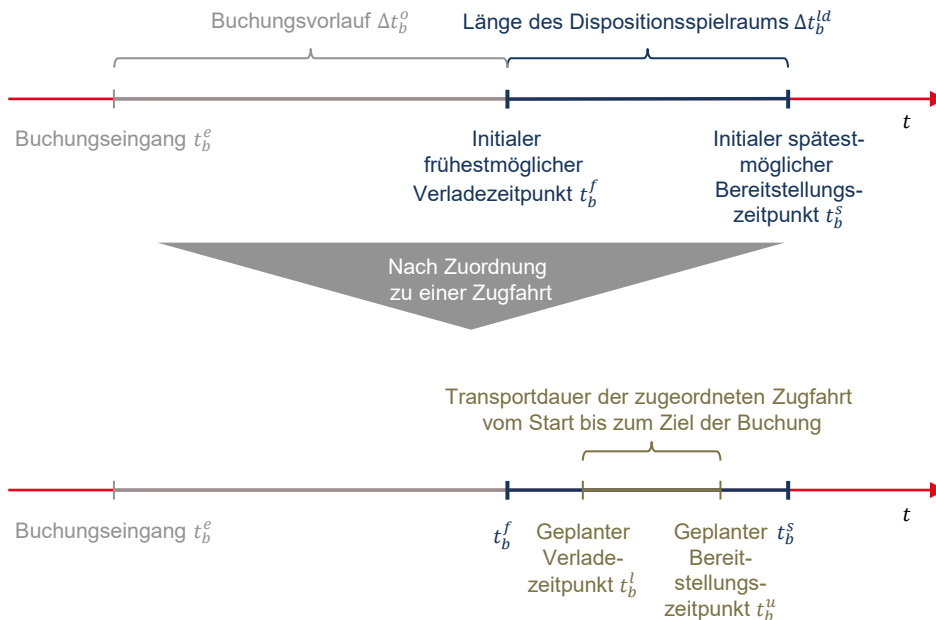 Buchungsvorlauf Δt_b^o
Länge des Dispositionsspielraums Δt_b^ld
t
Buchungseingang t_b^e
Initialer
frühestmöglicher
Verladezeitpunkt t_b^f
Initialer spätest-
möglicher
Bereitstellungs-
zeitpunkt t_b^s
Nach Zuordnung
zu einer Zugfahrt
Transportdauer der zugeordneten Zugfahrt
vom Start bis zum Ziel der Buchung
t
Buchungseingang t_b^e
t_b^f
Geplanter
Verlade-
zeitpunkt t_b^l
Geplanter
Bereit-
stellungs-
zeitpunkt t_b^u
t_b^s